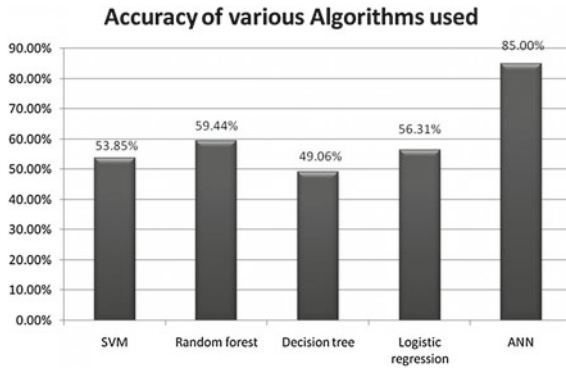 Accuracy of various Algorithms used
90.00%
80.00%
70.00%
60.00%
50.00%
40.00%
30.00%
20.00%
10.00%
0.00%
53.85%
59.44%
49.06%
56.31%
85.00%
SVM
Random forest
Decision tree
Logistic
regression
ANN